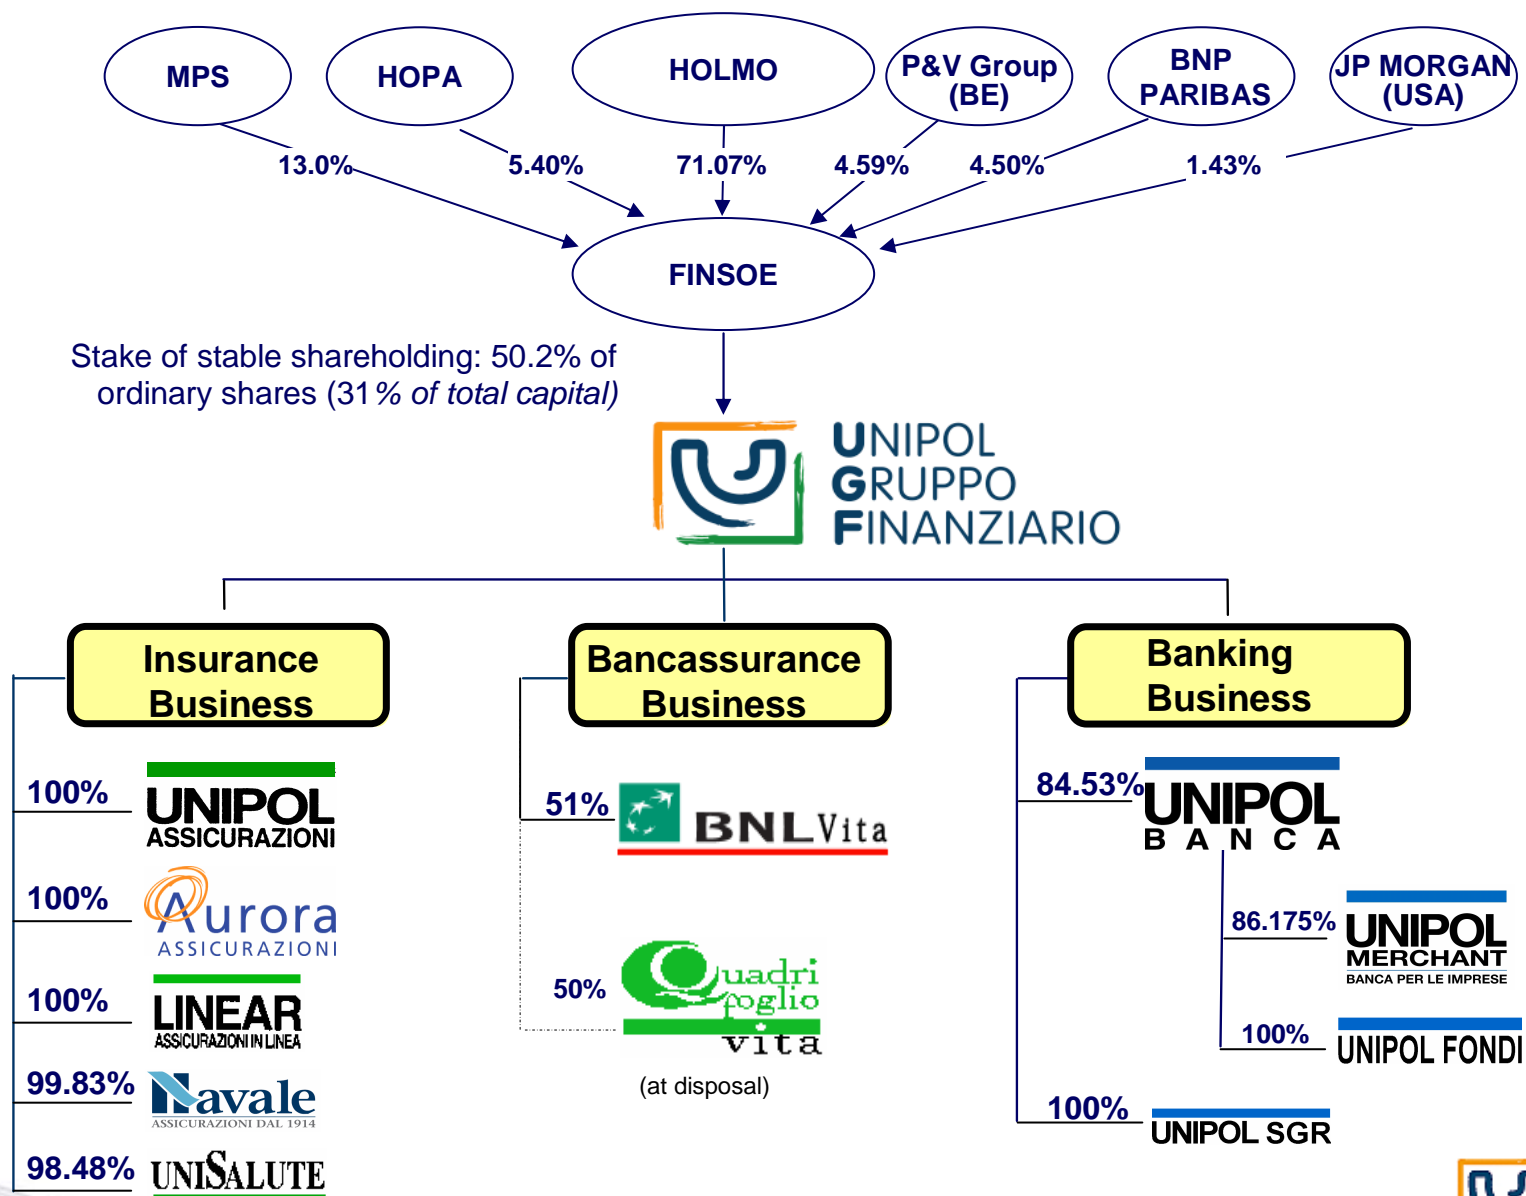 MPS
HOPA
HOLMO
P&V Group
(BE)
BNP
PARIBAS
JP MORGAN
(USA)
13.0%
5.40%
71.07%
4.59%
4.50%
1.43%
FINSOE
Stake of stable shareholding: 50.2% of
ordinary shares (31% of total capital)
UNIPOL
GRUPPO
FINANZIARIO
Insurance
Business
Bancassurance
Business
Banking
Business
100%
UNIPOL
ASSICURAZIONI
100%
Aurora
ASSICURAZIONI
100%
LINEAR
ASSICURAZIONI IN LINEA
99.83%
Navale
ASSICURAZIONI DAL 1914
98.48%
UNISALUTE
51%
BNL Vita
50%
Quadri
foglio
vita
(at disposal)
84.53%
UNIPOL
BANCA
86.175%
UNIPOL
MERCHANT
BANCA PER LE IMPRESE
100%
UNIPOL FONDI
100%
UNIPOL SGR